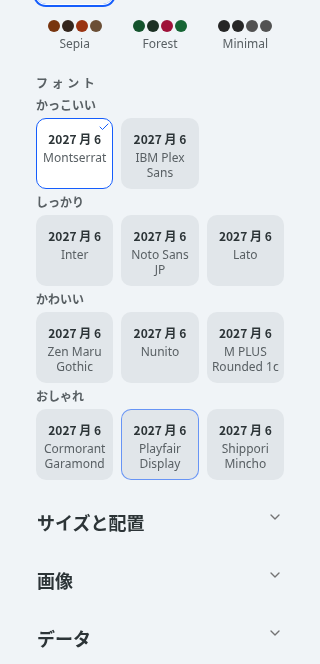 Sepia Forest Minimal
フォント
かっこいい
2027 月 6 2027 月 6
Montserrat IBM Plex
Sans
しっかり
2027 月 6 2027 月 6 2027 月 6
Inter Noto Sans Lato
JP
かわいい
2027 月 6 2027 月 6 2027 月 6
Zen Maru Nunito M PLUS
Gothic Rounded 1c
おしゃれ
2027 月 6 2027 月 6 2027 月 6
Cormorant Playfair Shippori
Garamond Display Mincho
サイズと配置
画像
データ